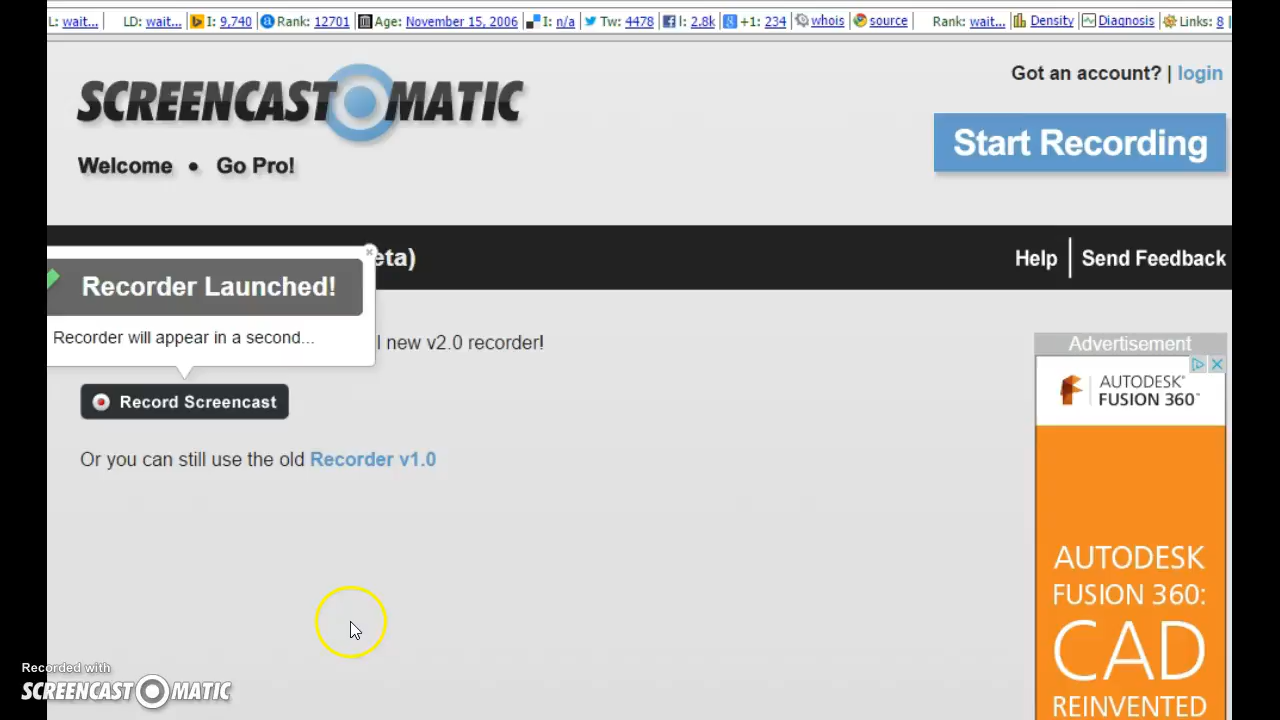 L: wait... LD: wait... I: 9,740 Rank: 12701 Age: November 15, 2006 I: n/a Tw: 4478 l: 2.8k +1: 234 whois source Rank: wait... Density Diagnosis Links: 8
SCREENCAST MATIC
Got an account? | login
Start Recording
Welcome • Go Pro!
eta)
Help | Send Feedback
Recorder Launched!
Recorder will appear in a second...
l new v2.0 recorder!
Record Screencast
Or you can still use the old Recorder v1.0
Advertisement
AUTODESK®
FUSION 360™
AUTODESK
FUSION 360:
CAD
REINVENTED
Recorded with
SCREENCAST MATIC